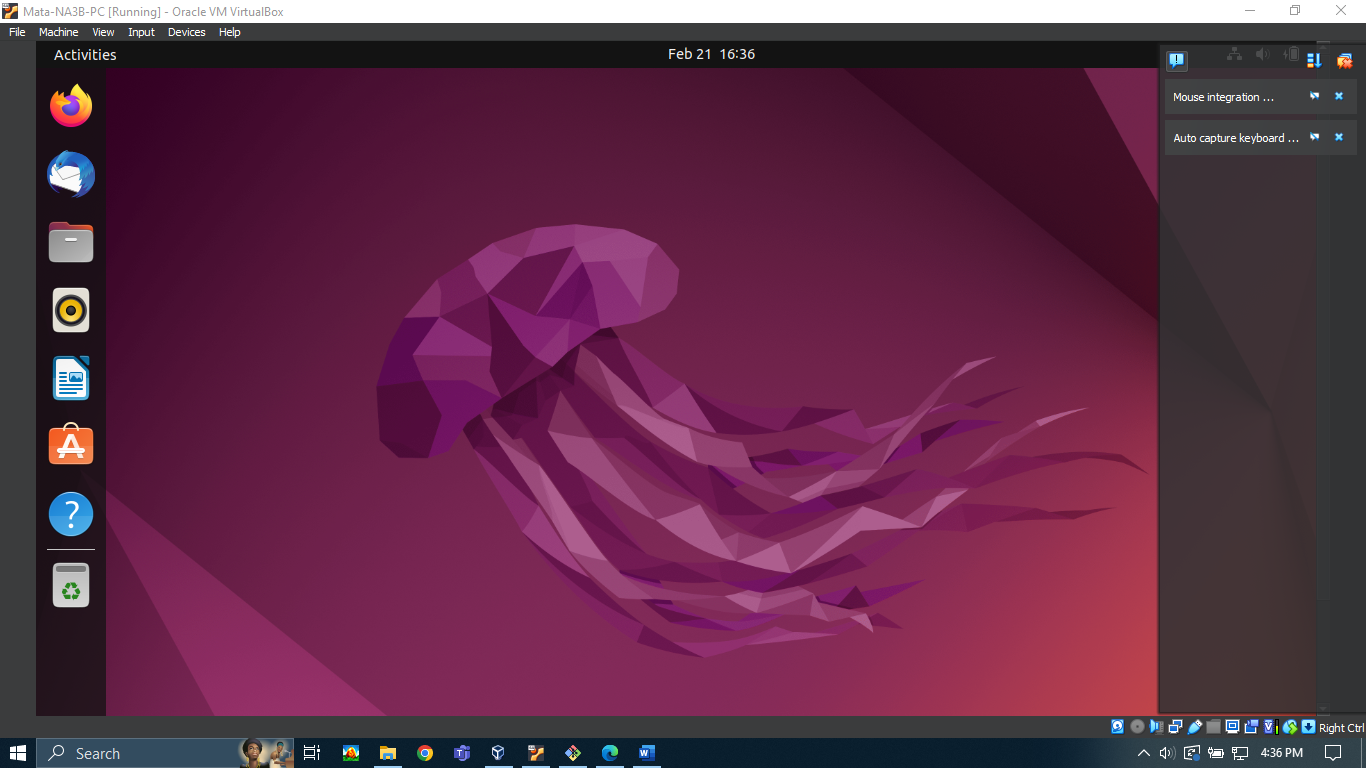 Mata-NA3B-PC [Running] - Oracle VM VirtualBox
File Machine View Input Devices Help
Activities
Feb 21 16:36
Mouse integration ...
Auto capture keyboard ...
Right Ctrl
Search
4:36 PM